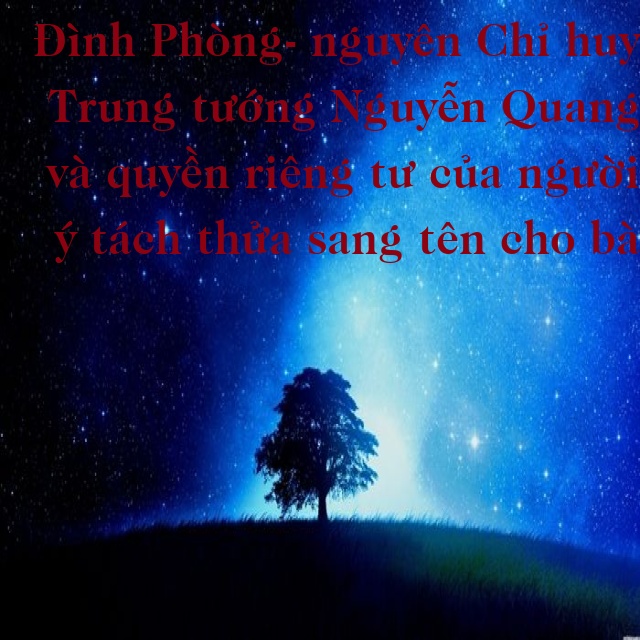 Đình Phòng- nguyên Chỉ huy
Trung tướng Nguyễn Quang
và quyền riêng tư của người
ý tách thửa sang tên cho bà